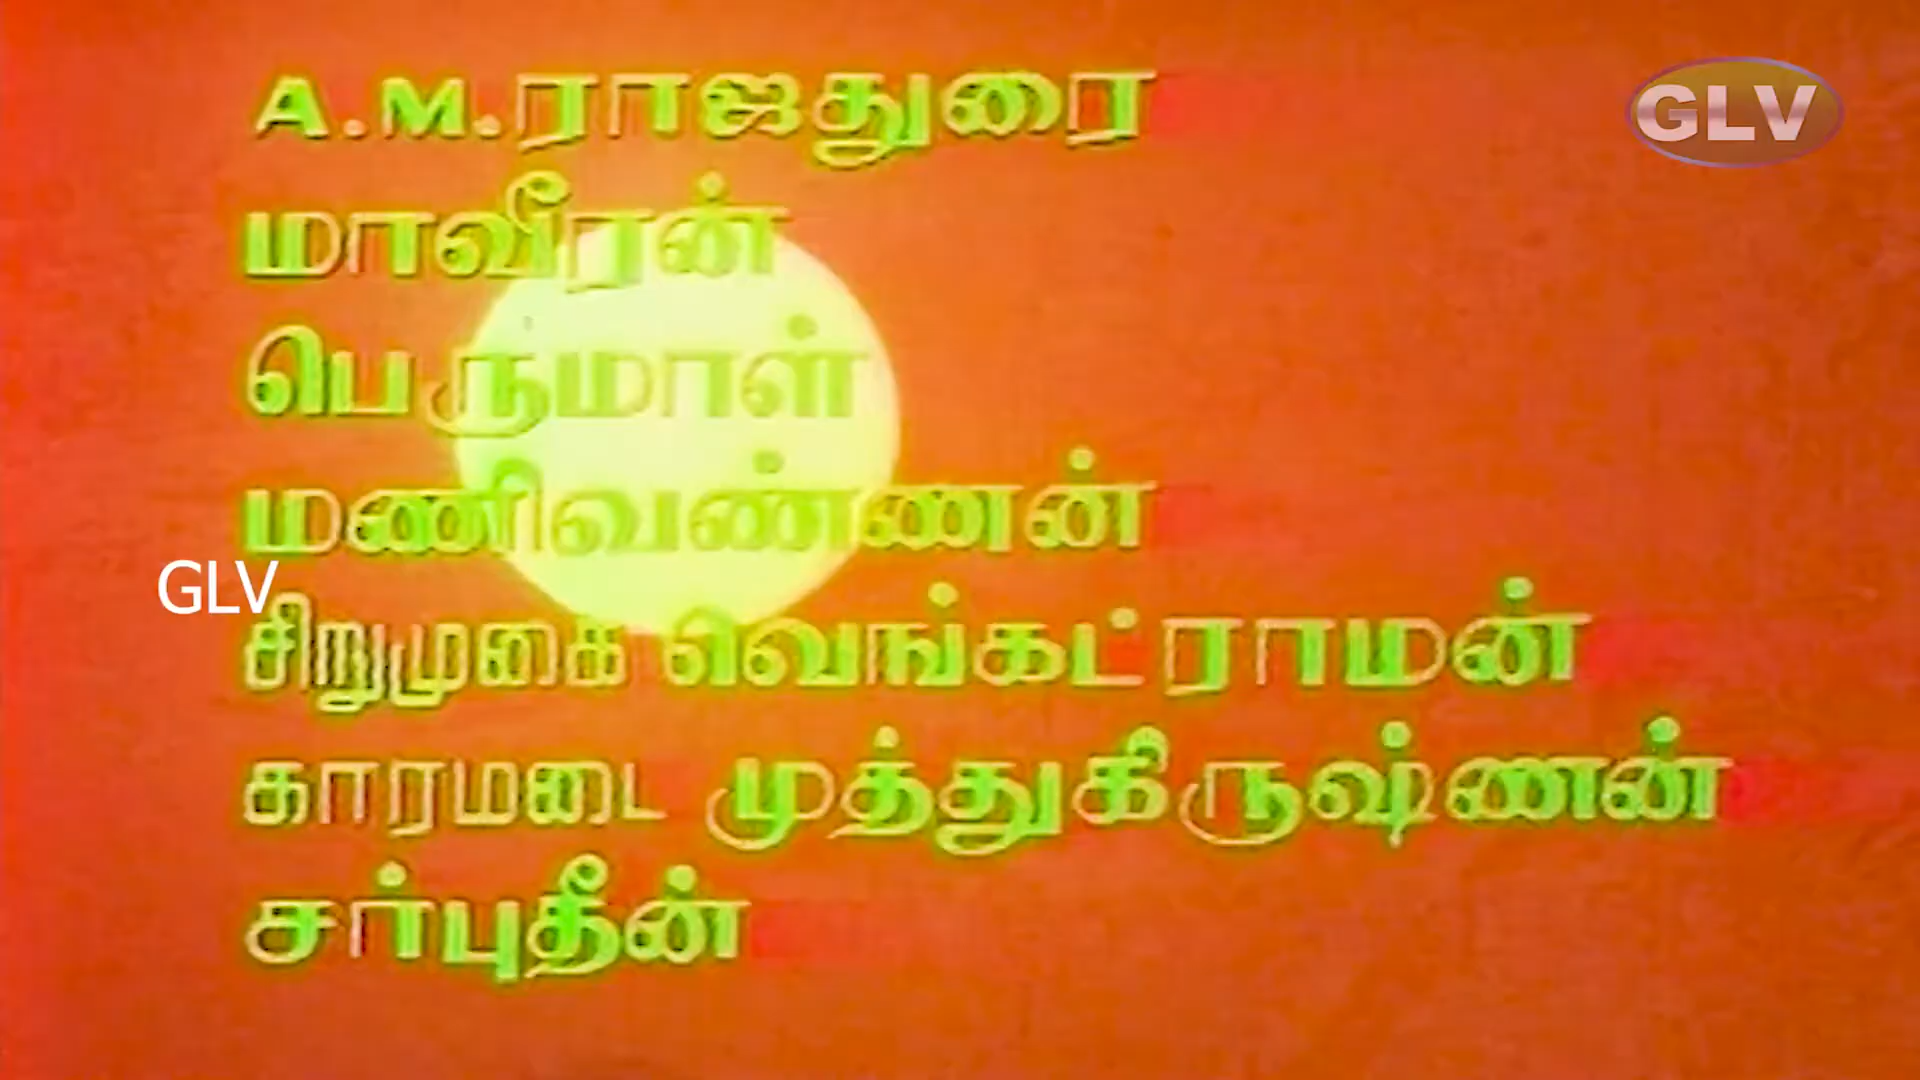 A.M.ராஜதுரை
GLV
மாவீரன்
பெருமாள்
மணிவண்ணன்
GLV
சிறுமுகை வெங்கட்ராமன்
காரமடை முத்துகிருஷ்ணன்
சர்புதீன்